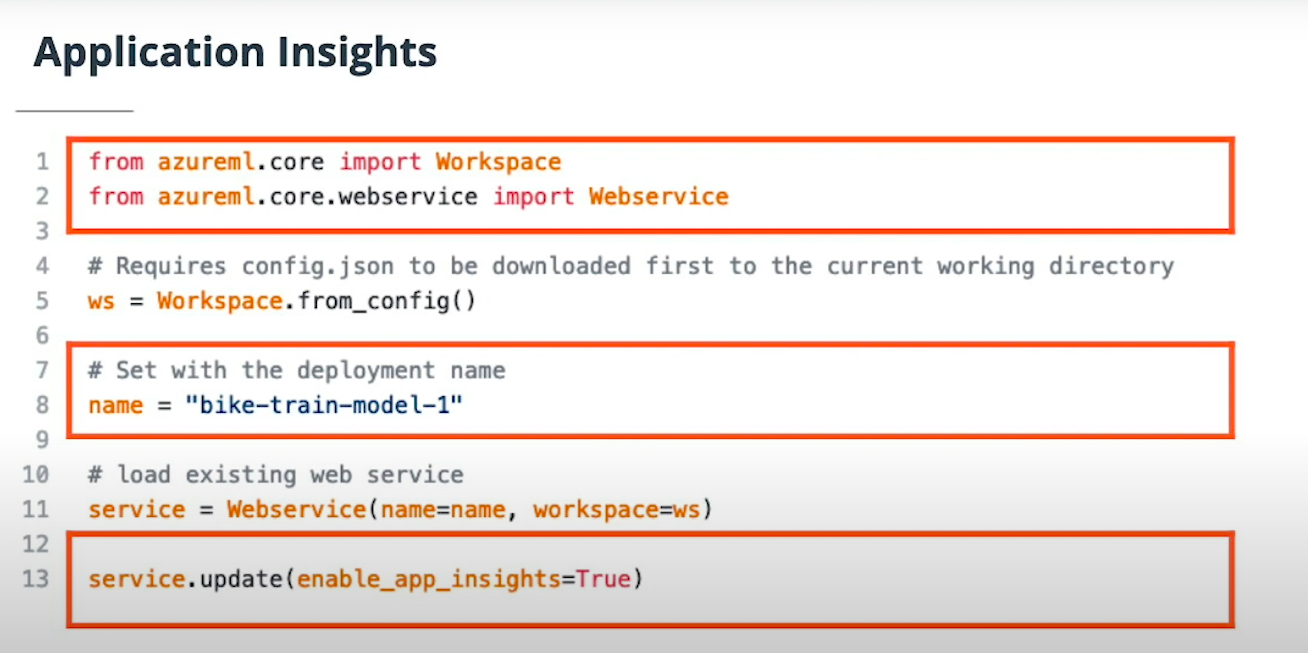 Application Insights
1 from azureml.core import Workspace
2 from azureml.core.webservice import Webservice
3
4 # Requires config.json to be downloaded first to the current working directory
5 ws = Workspace.from_config()
6
7 # Set with the deployment name
8 name = "bike-train-model-1"
9
10 # load existing web service
11 service = Webservice(name=name, workspace=ws)
12
13 service.update(enable_app_insights=True)